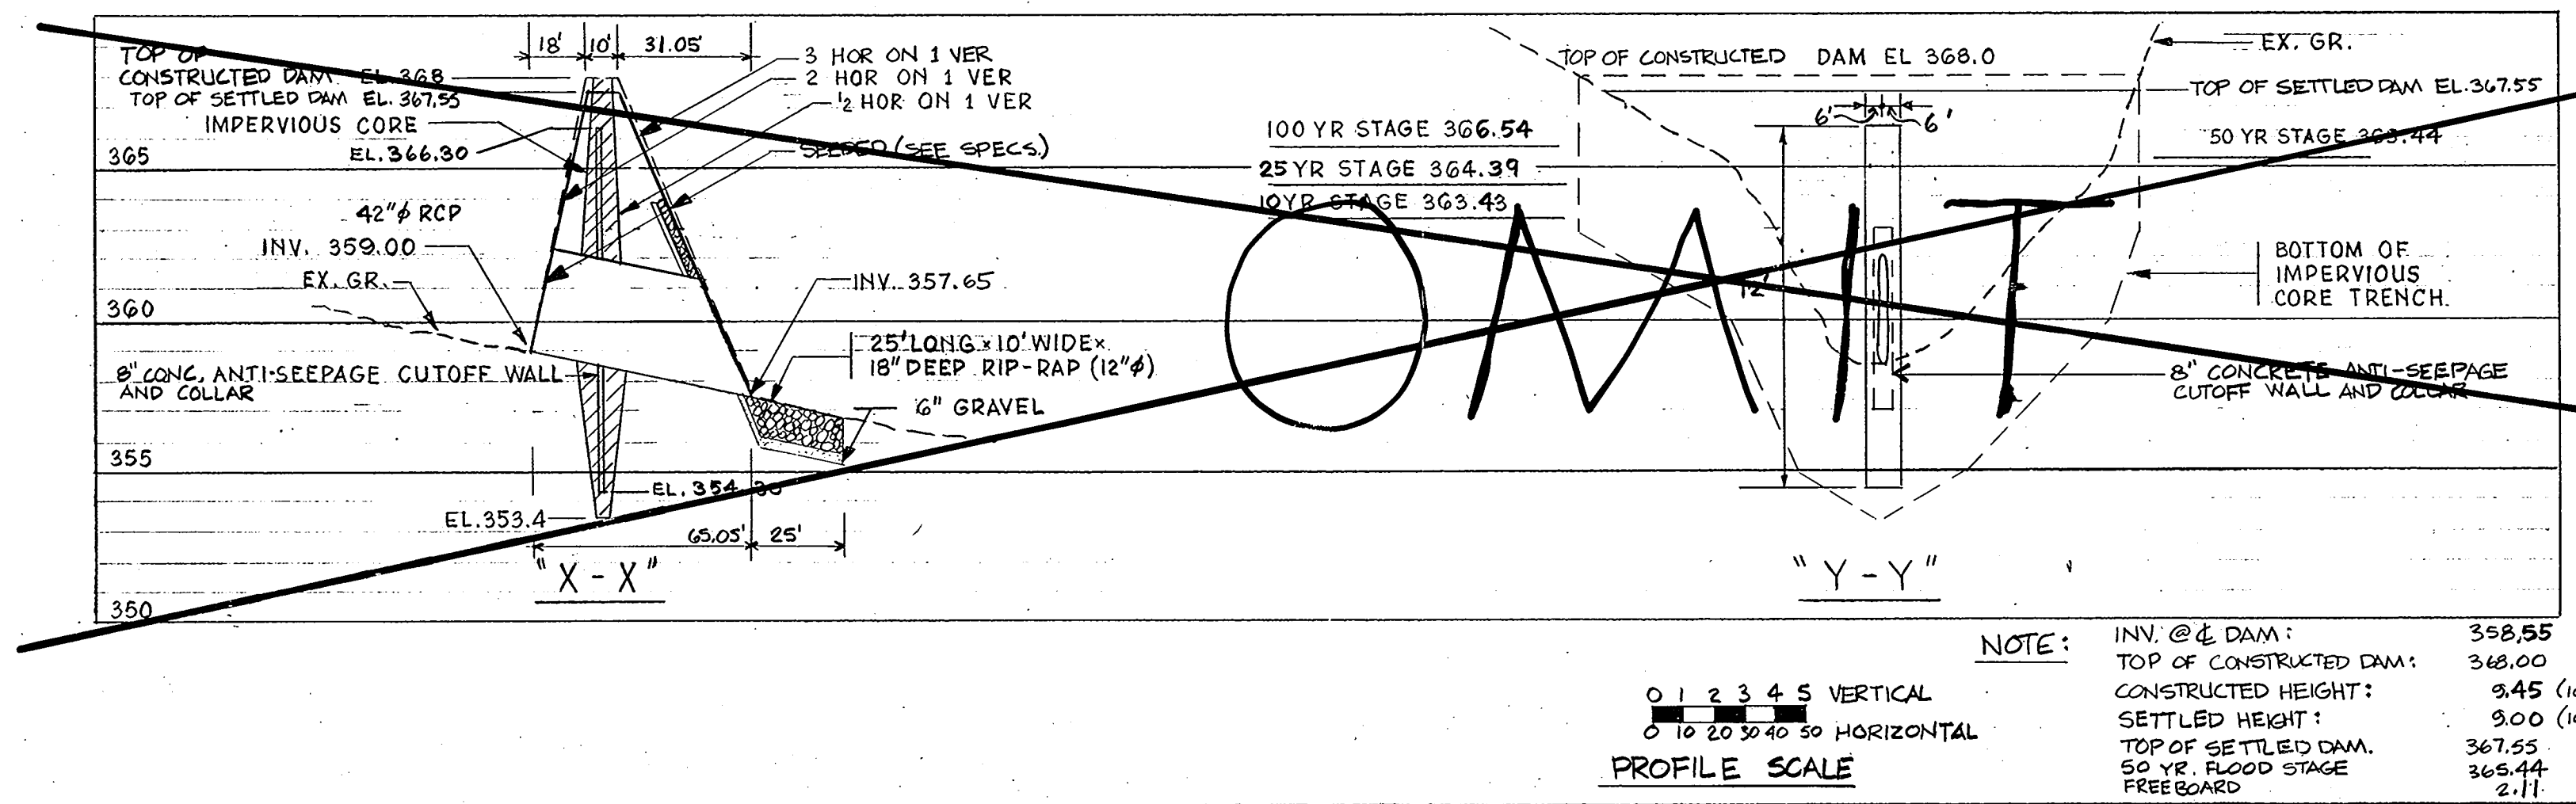 18' 10' 31.05'
TOP OF
CONSTRUCTED DAM EL. 368
TOP OF SETTLED DAM EL. 367.55
IMPERVIOUS CORE
EL. 366.30
3 HOR ON 1 VER
2 HOR ON 1 VER
1/2 HOR ON 1 VER
SEEDED (SEE SPECS.)
365
42"φ RCP
INV. 359.00
EX. GR.
INV. 357.65
360
25' LONG × 10' WIDE ×
18" DEEP RIP-RAP (12"φ)
8" CONC. ANTI-SEEPAGE CUTOFF WALL
AND COLLAR
6" GRAVEL
355
EL. 354.30
EL. 353.4
65.05' 25'
"X - X"
350
TOP OF CONSTRUCTED DAM EL 368.0
EX. GR.
TOP OF SETTLED DAM EL. 367.55
6' 6'
100 YR STAGE 366.54
50 YR STAGE 365.44
25 YR STAGE 364.39
10 YR STAGE 363.43
OMIT
12'
BOTTOM OF
IMPERVIOUS
CORE TRENCH.
8" CONCRETE ANTI-SEEPAGE
CUTOFF WALL AND COLLAR
"Y - Y"
0 1 2 3 4 5 VERTICAL
0 10 20 30 40 50 HORIZONTAL
PROFILE SCALE
NOTE:
INV. @ ℄ DAM: 358.55
TOP OF CONSTRUCTED DAM: 368.00
CONSTRUCTED HEIGHT: 9.45
SETTLED HEIGHT: 9.00
TOP OF SETTLED DAM. 367.55
50 YR. FLOOD STAGE 365.44
FREEBOARD 2.11